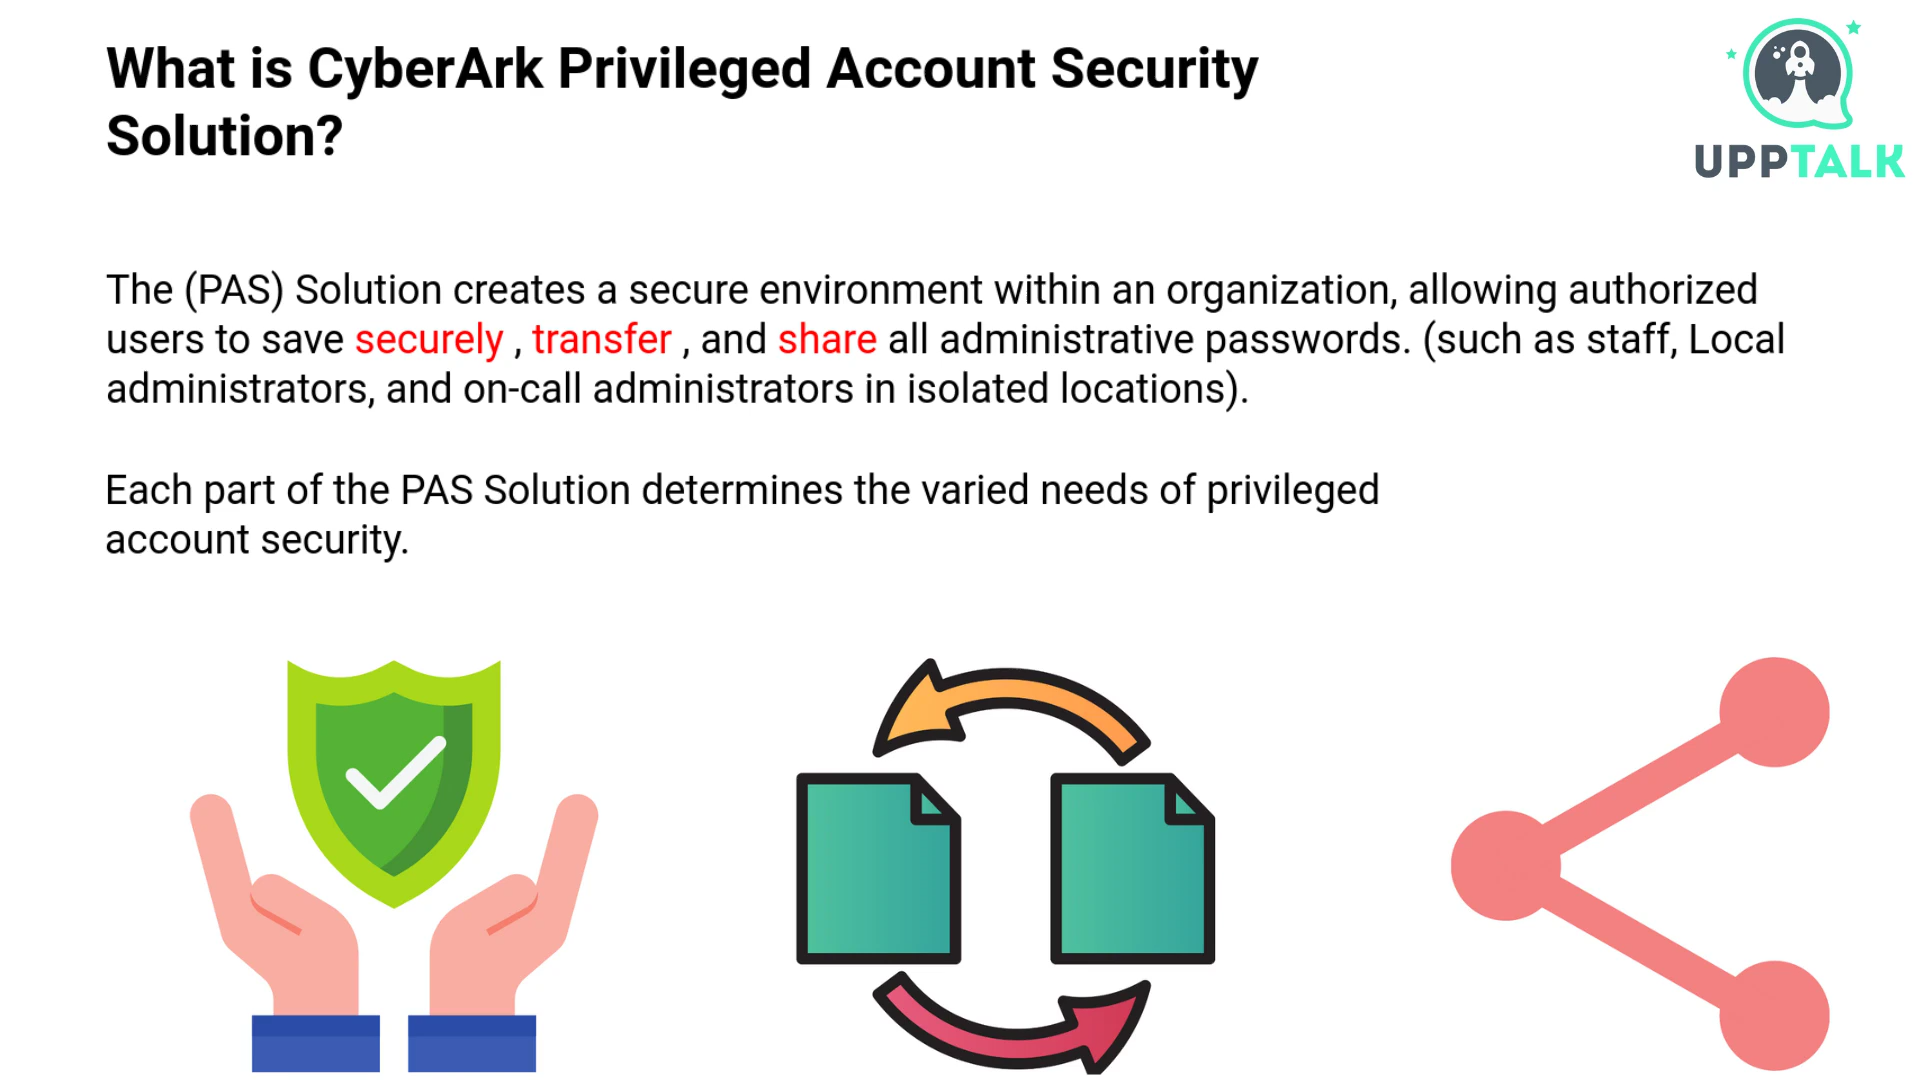 What is CyberArk Privileged Account Security
Solution?
UPPTALK
The (PAS) Solution creates a secure environment within an organization, allowing authorized
users to save securely , transfer , and share all administrative passwords. (such as staff, Local
administrators, and on-call administrators in isolated locations).
Each part of the PAS Solution determines the varied needs of privileged
account security.